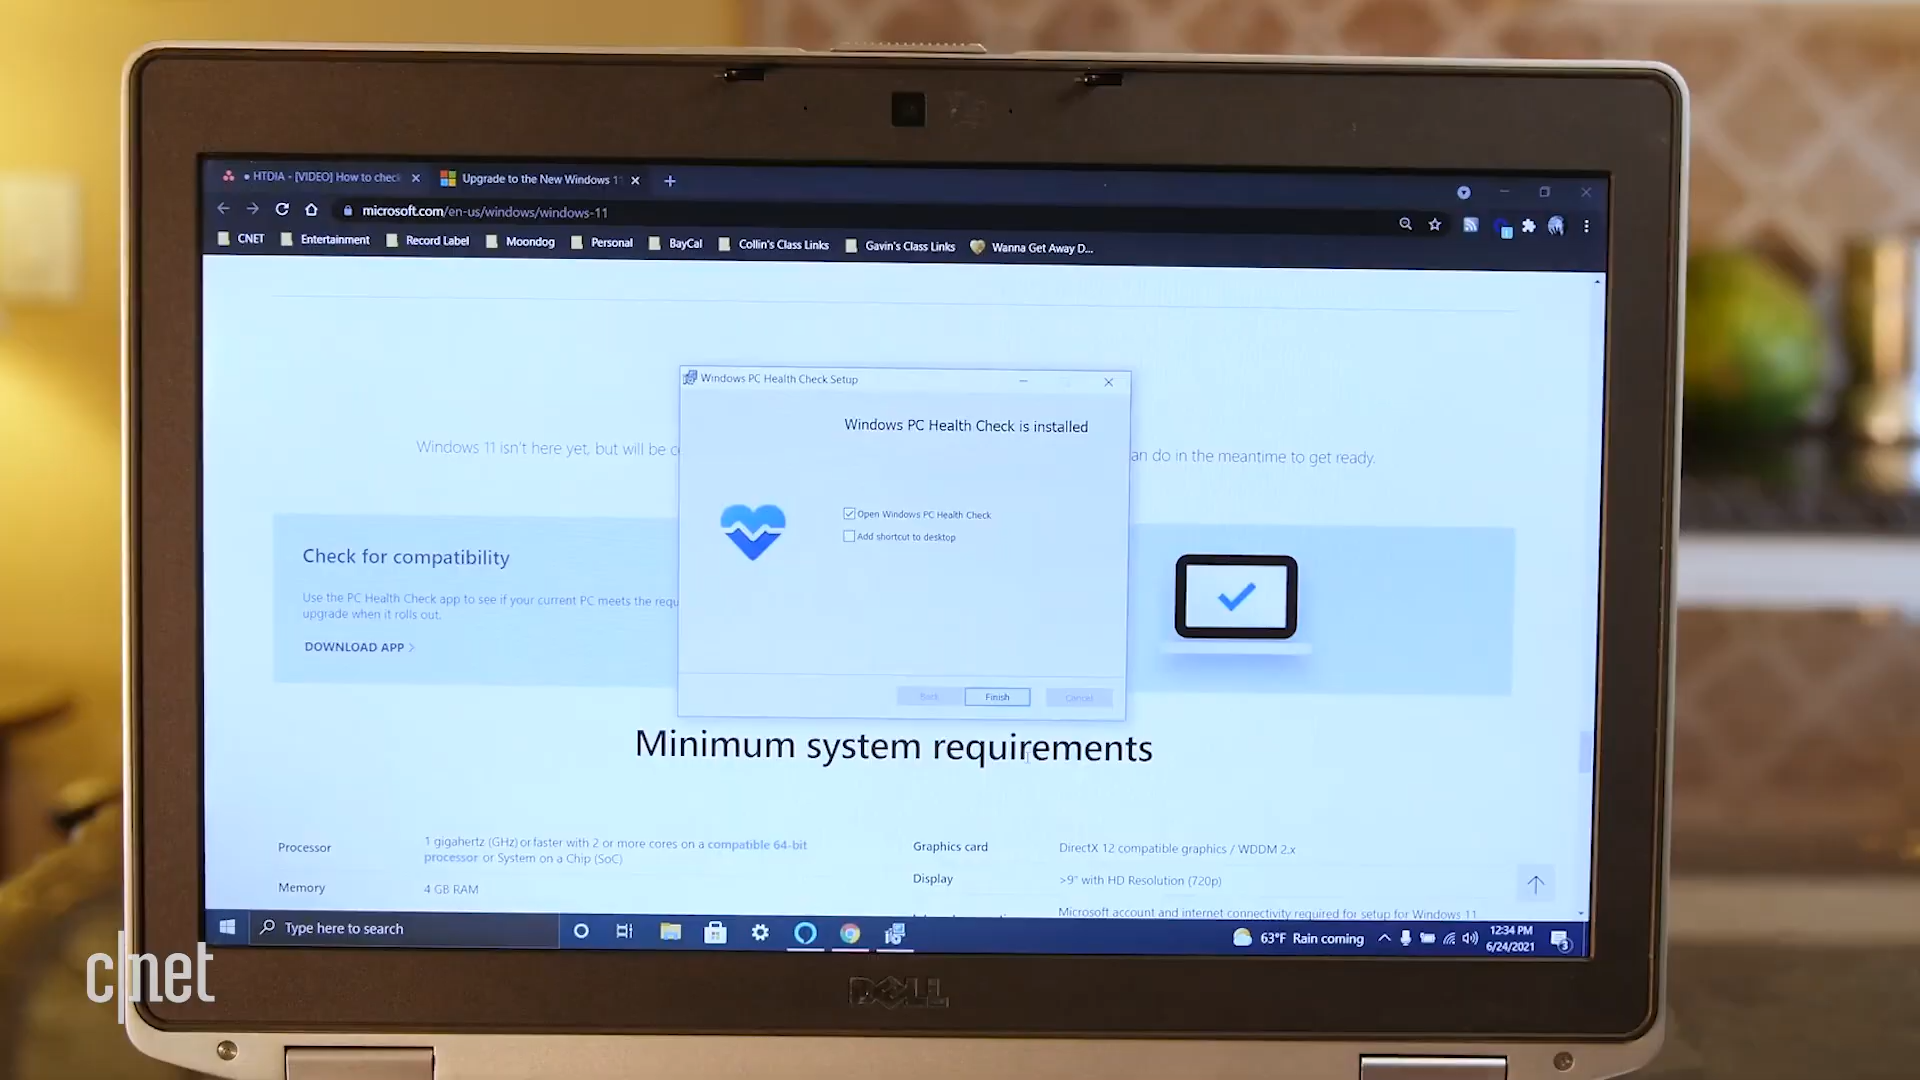 ● HTDIA - [VIDEO] How to check
Upgrade to the New Windows 1
microsoft.com/en-us/windows/windows-11
CNET
Entertainment
Record Label
Moondog
Personal
BayCal
Collin's Class Links
Gavin's Class Links
Wanna Get Away D...
Windows PC Health Check Setup
Windows PC Health Check is installed
Windows 11 isn't here yet, but will be c
an do in the meantime to get ready.
Open Windows PC Health Check
Add shortcut to desktop
Check for compatibility
Use the PC Health Check app to see if your current PC meets the requ
upgrade when it rolls out.
DOWNLOAD APP >
Back
Finish
Cancel
Minimum system requirements
Processor
1 gigahertz (GHz) or faster with 2 or more cores on a compatible 64-bit
processor or System on a Chip (SoC)
Memory
4 GB RAM
Graphics card
DirectX 12 compatible graphics / WDDM 2.x
Display
>9" with HD Resolution (720p)
Microsoft account and internet connectivity required for setup for Windows 11
Type here to search
63°F Rain coming
12:34 PM
6/24/2021
3
c|net
DELL